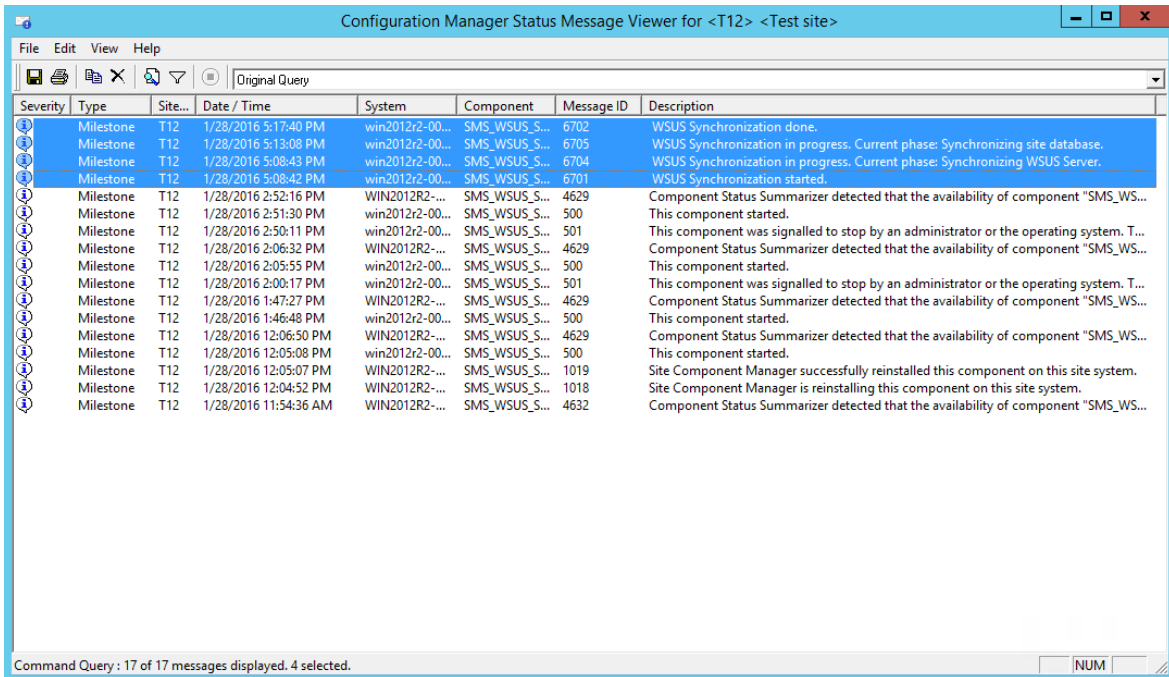 Configuration Manager Status Message Viewer for <T12> <Test site>
File Edit View Help
Original Query
Severity Type Site... Date / Time System Component Message ID Description
Milestone T12 1/28/2016 5:17:40 PM win2012r2-00... SMS_WSUS_S... 6702 WSUS Synchronization done.
Milestone T12 1/28/2016 5:13:08 PM win2012r2-00... SMS_WSUS_S... 6705 WSUS Synchronization in progress. Current phase: Synchronizing site database.
Milestone T12 1/28/2016 5:08:43 PM win2012r2-00... SMS_WSUS_S... 6704 WSUS Synchronization in progress. Current phase: Synchronizing WSUS Server.
Milestone T12 1/28/2016 5:08:42 PM win2012r2-00... SMS_WSUS_S... 6701 WSUS Synchronization started.
Milestone T12 1/28/2016 2:52:16 PM WIN2012R2-... SMS_WSUS_S... 4629 Component Status Summarizer detected that the availability of component "SMS_WS...
Milestone T12 1/28/2016 2:51:30 PM win2012r2-00... SMS_WSUS_S... 500 This component started.
Milestone T12 1/28/2016 2:50:11 PM win2012r2-00... SMS_WSUS_S... 501 This component was signalled to stop by an administrator or the operating system. T...
Milestone T12 1/28/2016 2:06:32 PM WIN2012R2-... SMS_WSUS_S... 4629 Component Status Summarizer detected that the availability of component "SMS_WS...
Milestone T12 1/28/2016 2:05:55 PM win2012r2-00... SMS_WSUS_S... 500 This component started.
Milestone T12 1/28/2016 2:00:17 PM win2012r2-00... SMS_WSUS_S... 501 This component was signalled to stop by an administrator or the operating system. T...
Milestone T12 1/28/2016 1:47:27 PM WIN2012R2-... SMS_WSUS_S... 4629 Component Status Summarizer detected that the availability of component "SMS_WS...
Milestone T12 1/28/2016 1:46:48 PM win2012r2-00... SMS_WSUS_S... 500 This component started.
Milestone T12 1/28/2016 12:06:50 PM WIN2012R2-... SMS_WSUS_S... 4629 Component Status Summarizer detected that the availability of component "SMS_WS...
Milestone T12 1/28/2016 12:05:08 PM win2012r2-00... SMS_WSUS_S... 500 This component started.
Milestone T12 1/28/2016 12:05:07 PM WIN2012R2-... SMS_WSUS_S... 1019 Site Component Manager successfully reinstalled this component on this site system.
Milestone T12 1/28/2016 12:04:52 PM WIN2012R2-... SMS_WSUS_S... 1018 Site Component Manager is reinstalling this component on this site system.
Milestone T12 1/28/2016 11:54:36 AM WIN2012R2-... SMS_WSUS_S... 4632 Component Status Summarizer detected that the availability of component "SMS_WS...
Command Query : 17 of 17 messages displayed. 4 selected.
NUM